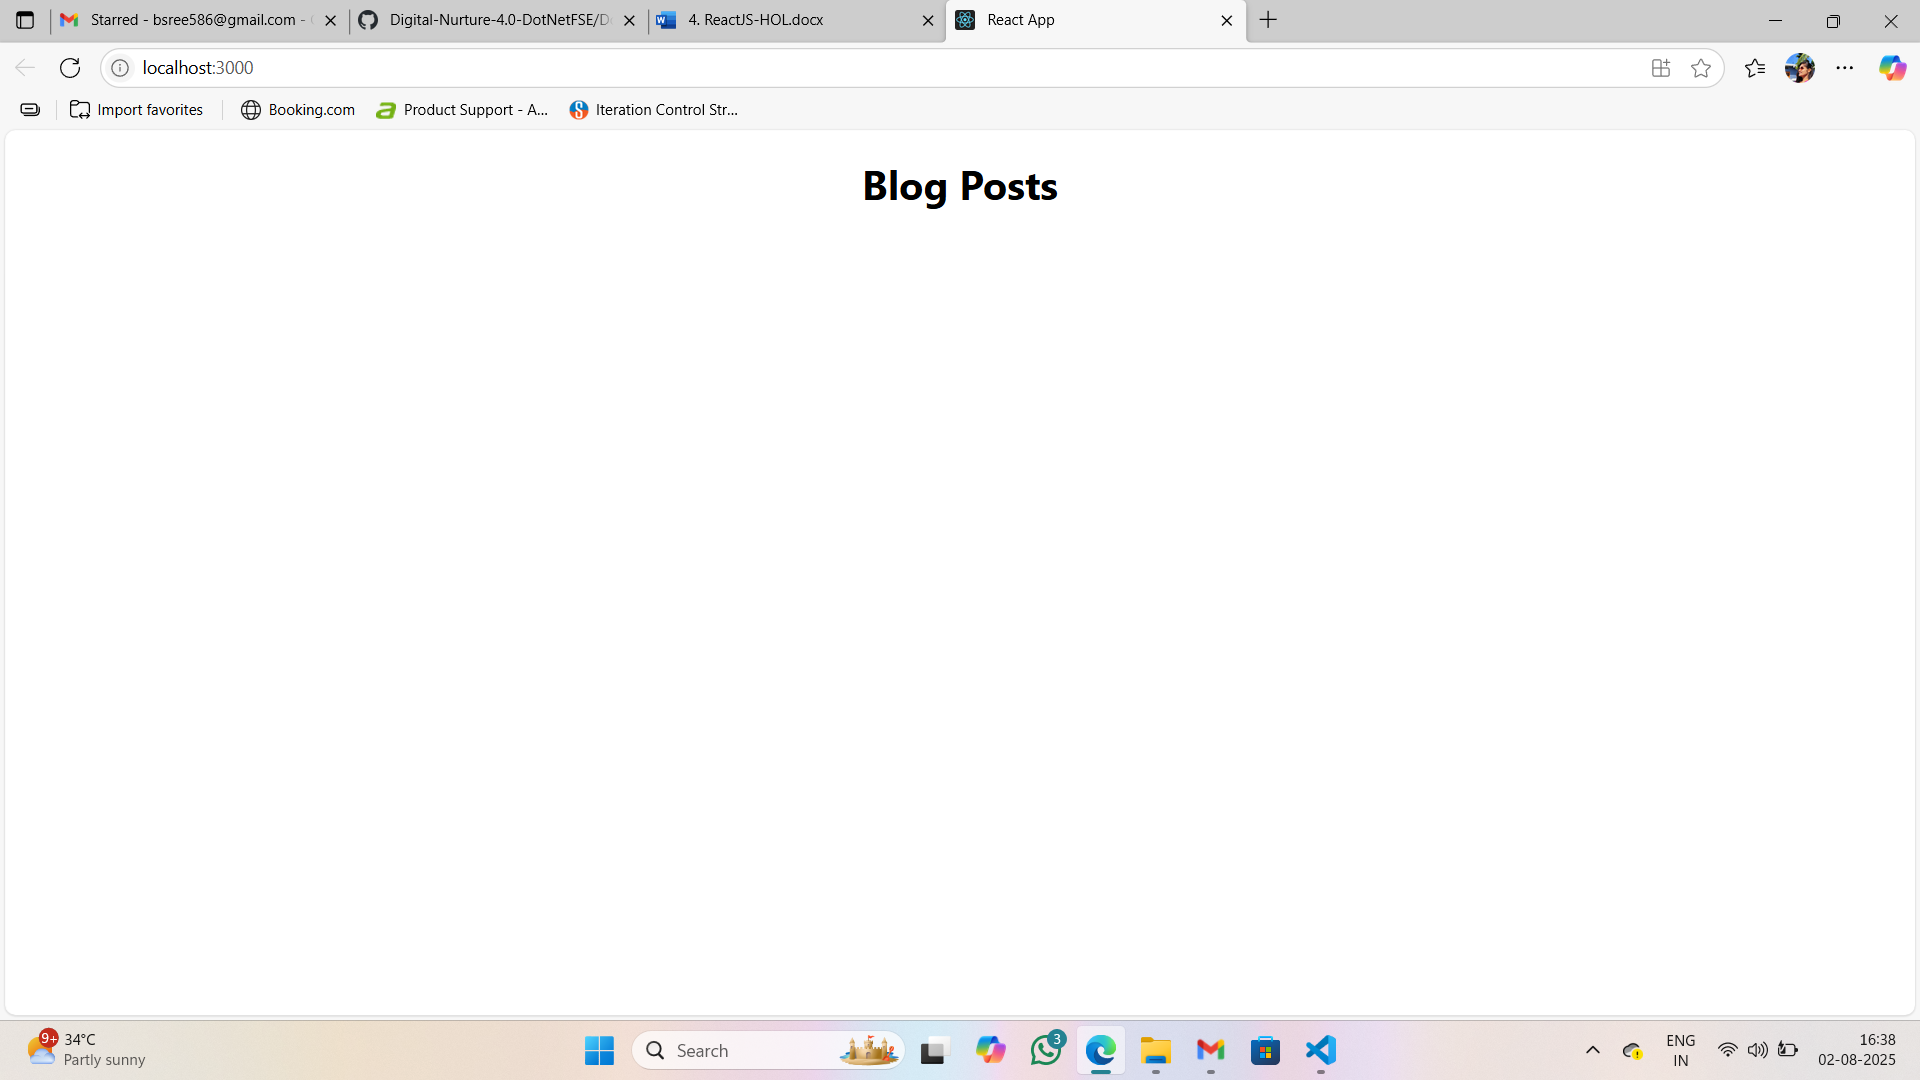 Starred - bsree586@gmail.com -
Digital-Nurture-4.0-DotNetFSE/D
4. ReactJS-HOL.docx
React App
localhost:3000
Import favorites
Booking.com
Product Support - A...
Iteration Control Str...
Blog Posts
9+
34°C
Partly sunny
Search
3
ENG
IN
16:38
02-08-2025